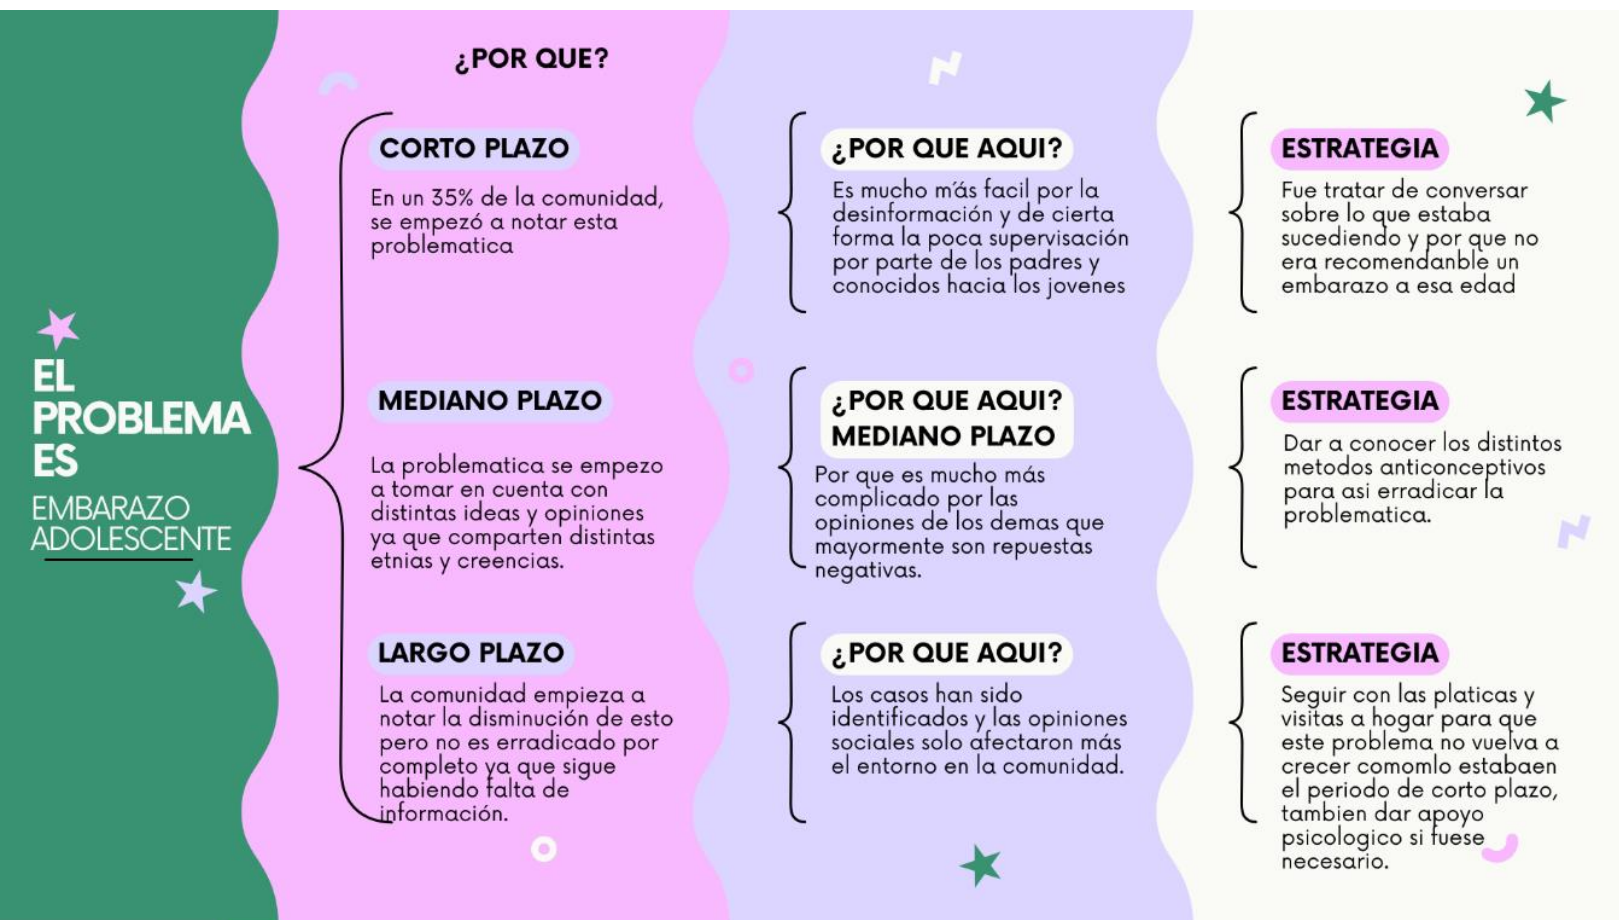 EL
PROBLEMA
ES
EMBARAZO
ADOLESCENTE
¿POR QUE?
CORTO PLAZO
En un 35% de la comunidad,
se empezó a notar esta
problematica
¿POR QUE AQUI?
Es mucho m´ás facil por la
desinformación y de cierta
forma la poca supervisación
por parte de los padres y
conocidos hacia los jovenes
ESTRATEGIA
Fue tratar de conversar
sobre lo que estaba
sucediendo y por que no
era recomendanble un
embarazo a esa edad
MEDIANO PLAZO
La problematica se empezo
a tomar en cuenta con
distintas ideas y opiniones
ya que comparten distintas
etnias y creencias.
¿POR QUE AQUI?
MEDIANO PLAZO
Por que es mucho más
complicado por las
opiniones de los demas que
mayormente son repuestas
negativas.
ESTRATEGIA
Dar a conocer los distintos
metodos anticonceptivos
para asi erradicar la
problematica.
LARGO PLAZO
La comunidad empieza a
notar la disminución de esto
pero no es erradicado por
completo ya que sigue
habiendo falta de
información.
¿POR QUE AQUI?
Los casos han sido
identificados y las opiniones
sociales solo afectaron más
el entorno en la comunidad.
ESTRATEGIA
Seguir con las platicas y
visitas a hogar para que
este problema no vuelva a
crecer comomlo estabaen
el periodo de corto plazo,
tambien dar apoyo
psicologico si fuese
necesario.